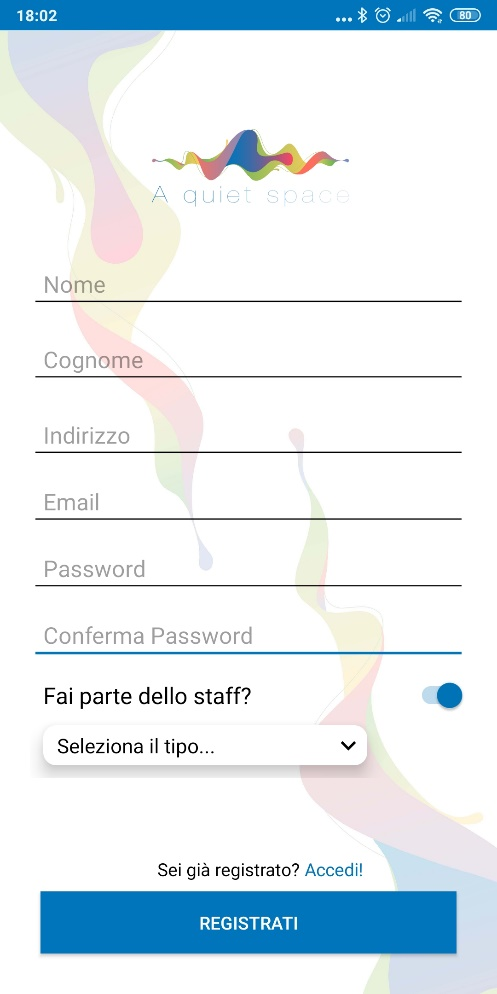 18:02
80
A quiet space
Nome
Cognome
Indirizzo
Email
Password
Conferma Password
Fai parte dello staff?
Seleziona il tipo...
Sei già registrato? Accedi!
REGISTRATI